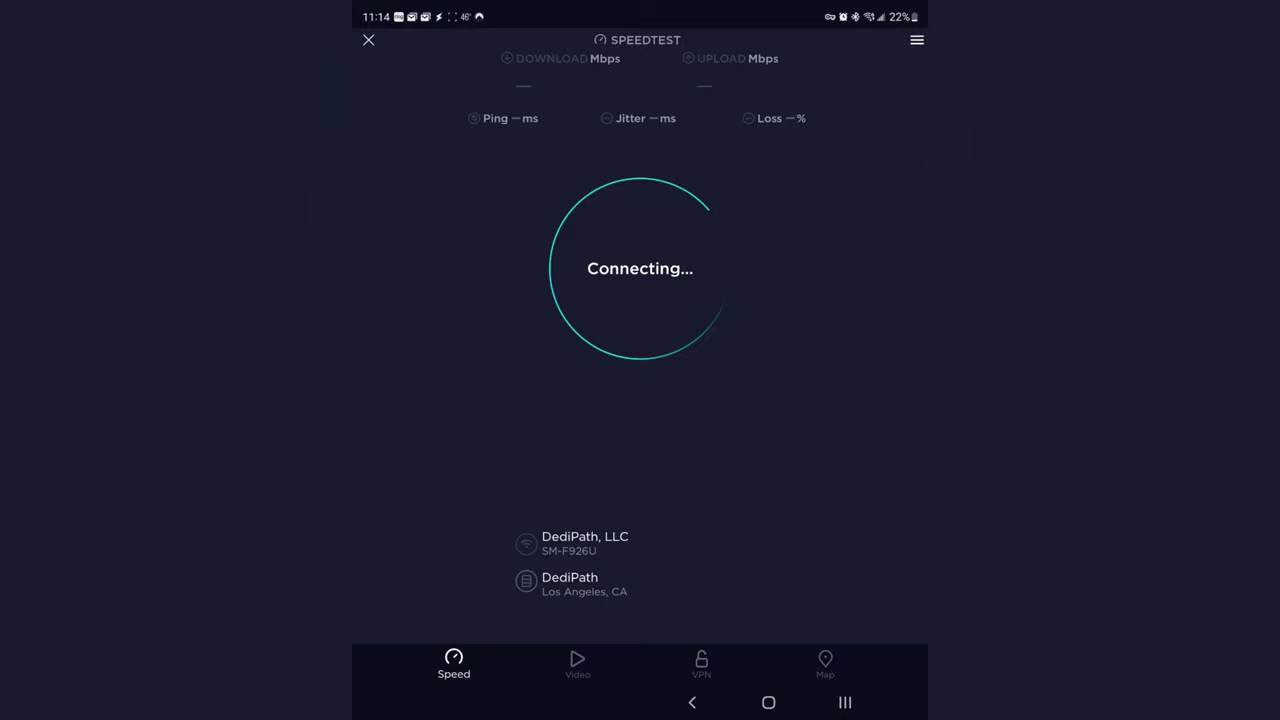 11:14 46° 22%
SPEEDTEST
DOWNLOAD Mbps UPLOAD Mbps
— —
Ping —ms Jitter —ms Loss —%
Connecting...
DediPath, LLC
SM-F926U
DediPath
Los Angeles, CA
Speed Video VPN Map